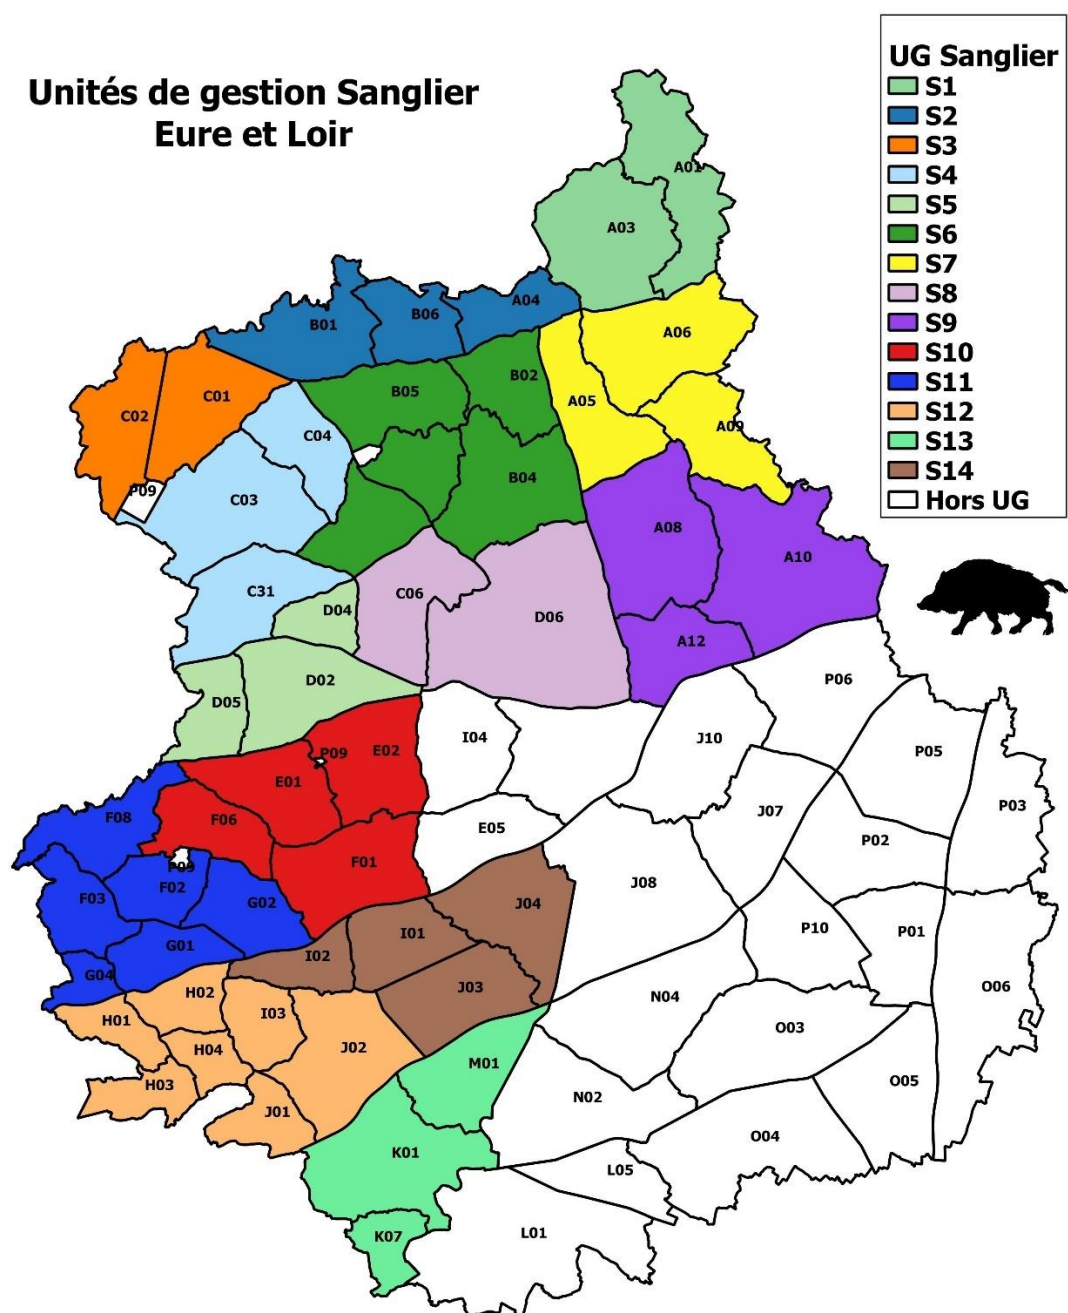 Unités de gestion Sanglier
Eure et Loir
UG Sanglier
S1
S2
S3
S4
S5
S6
S7
S8
S9
S10
S11
S12
S13
S14
Hors UG
A01
A03
A04
B06
B01
A06
B02
B05
C01
A05
C02
A09
C04
B04
P09
C03
A08
A10
C31
C06
D04
D06
A12
D02
P06
D05
I04
J10
E02
P09
P05
E01
P03
J07
F08
F06
E05
P02
F01
P09
J08
F02
F03
G02
J04
P10
I01
P01
G01
I02
G04
J03
O06
H02
N04
I03
H01
O03
H04
J02
M01
O05
H03
N02
J01
O04
K01
L05
L01
K07